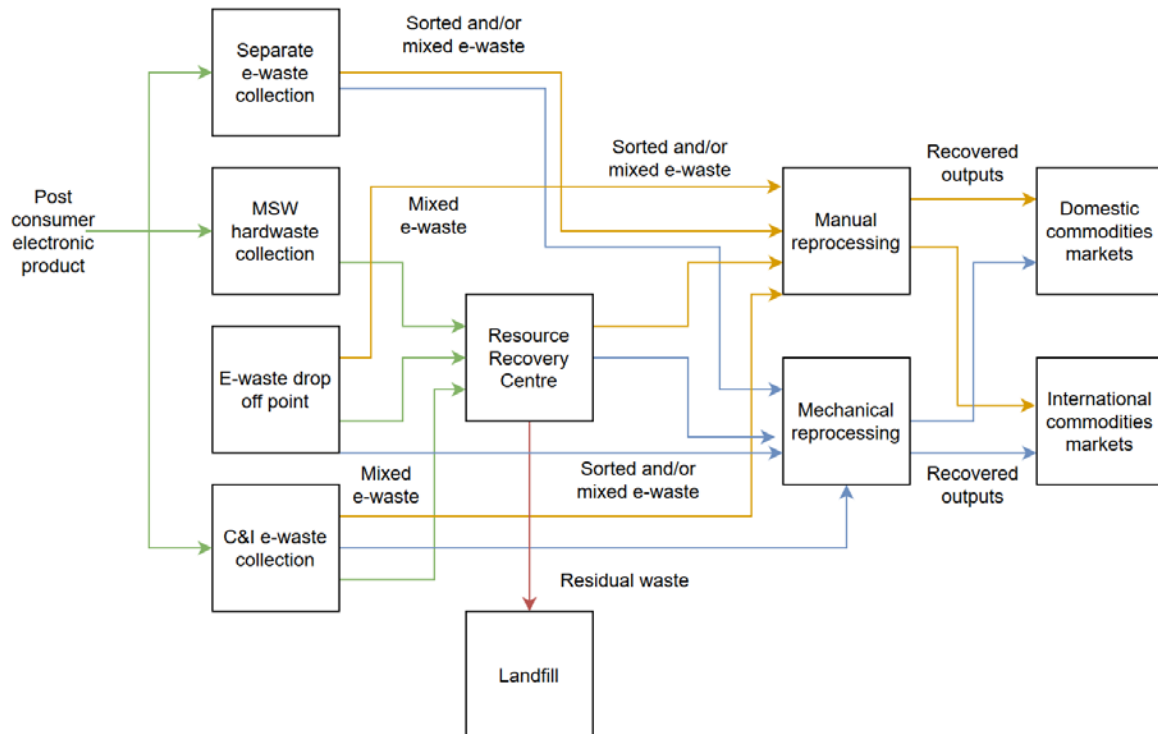 Sorted and/or
mixed e-waste
Separate
e-waste
collection
Post
consumer
electronic
product
MSW
hardwaste
collection
Mixed
e-waste
Sorted and/or
mixed e-waste
Manual
reprocessing
Recovered
outputs
Domestic
commodities
markets
E-waste drop
off point
Resource
Recovery
Centre
Mechanical
reprocessing
International
commodities
markets
Mixed
e-waste
Sorted and/or
mixed e-waste
Recovered
outputs
C&I e-waste
collection
Residual waste
Landfill